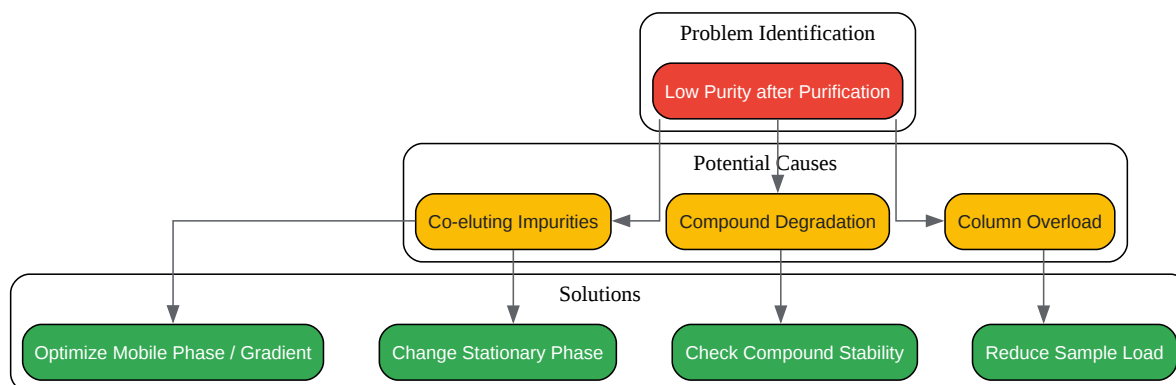 Problem Identification
Low Purity after Purification
Potential Causes
Co-eluting Impurities
Compound Degradation
Column Overload
Solutions
Optimize Mobile Phase / Gradient
Change Stationary Phase
Check Compound Stability
Reduce Sample Load